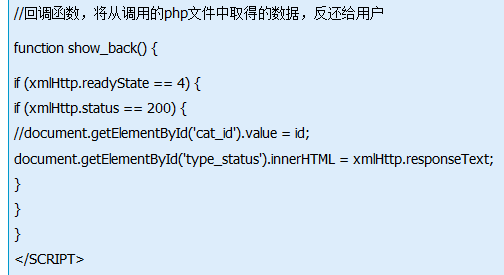 //回调函数，将从调用的php文件中取得的数据，反还给用户
function show_back() {
if (xmlHttp.readyState == 4) {
if (xmlHttp.status == 200) {
//document.getElementById('cat_id').value = id;
document.getElementById('type_status').innerHTML = xmlHttp.responseText;
}
}
}
</SCRIPT>